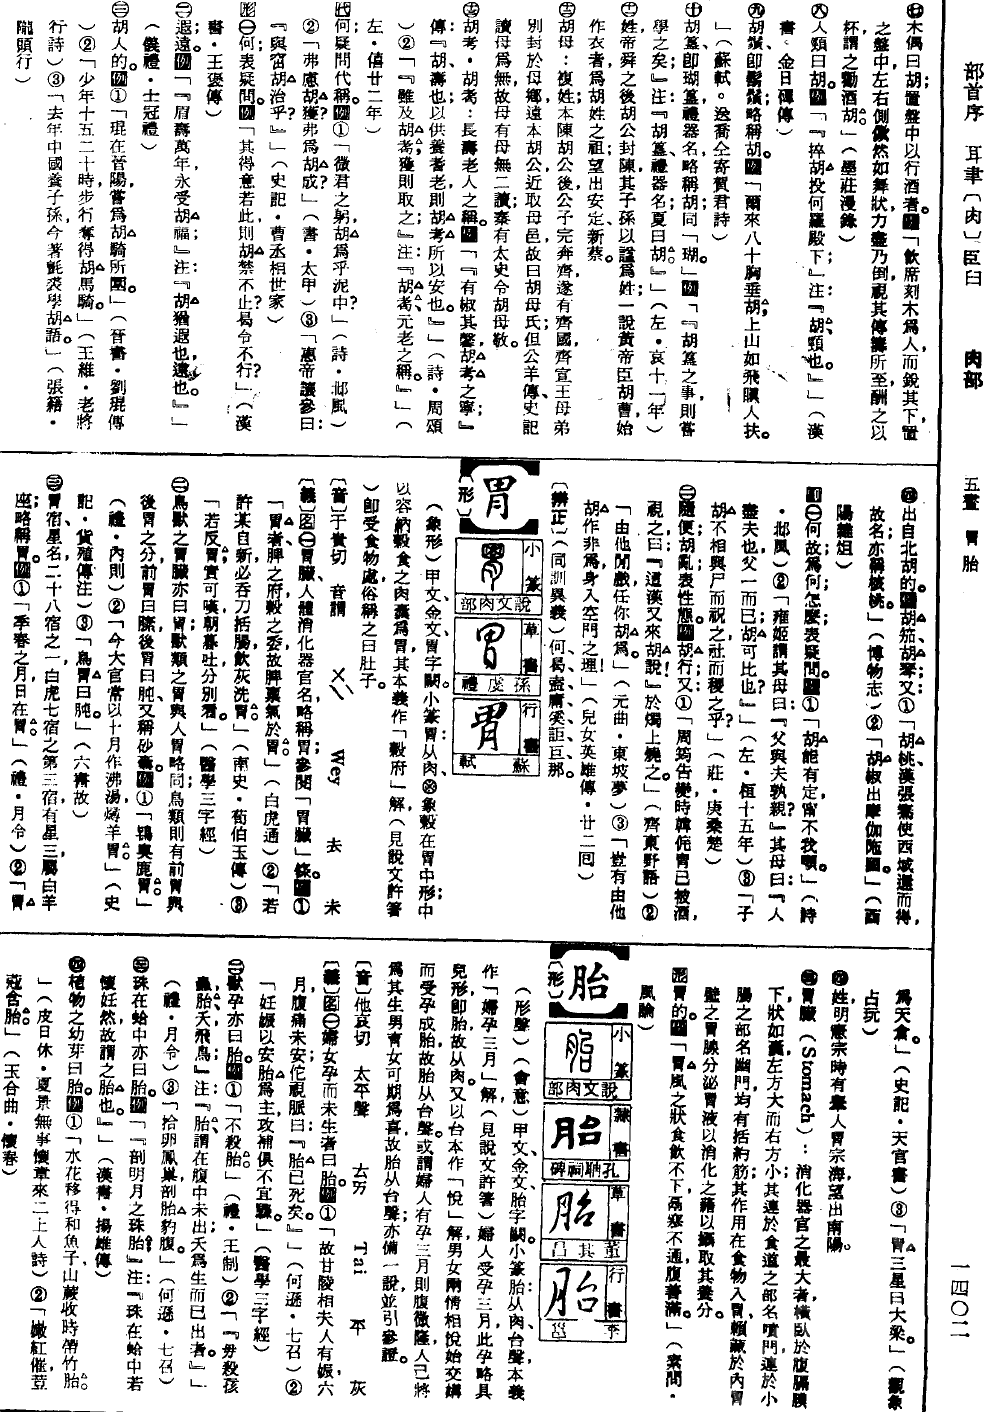 部首序　耳聿〔肉〕臣臼　肉部　五畫　胃胎　一四〇二
木偶曰胡置盤中以行酒者；例「飲席刻木爲人而銳其下置
之盤中左右側僛然如舞狀力盡乃倒，視其傳籌所至酬之以
杯謂之勸酒胡。」（墨莊漫錄）
㊇人頸曰胡。例「『捽胡投何羅殿下』注『胡，頸也。』」（漢
書・金日磾傳）
㊈胡鬚卽鬍鬚略稱胡。例「爾來八十胸垂胡，上山如飛瞋人扶。
」（蘇軾。送喬仝寄賀君詩）
㊉胡簋卽瑚簋，禮器名略稱胡同「瑚」。例「『胡簋之事則嘗
學之矣』注『胡簋，禮器名，夏曰胡。』」（左・哀十一年）
姓帝舜之後胡公封陳其子孫以諡爲姓；一說黃帝臣胡曹始
作衣者爲胡姓之祖望出安定新蔡。
胡母：複姓本陳胡公後公子完奔齊遂有齊國齊宣王母弟
別封於母鄉遠本胡公近取母邑故曰胡母氏但公羊傳、史記
讀母爲無故母有母無二讀；秦有太史令胡母敬。
胡考・胡耇：長壽老人之稱。例①「『有椒其馨，胡考之寧』
傳『胡，壽也；以供養耆老則胡考所以安也。』」（詩・周頌
）②「『雖及胡耇，獲則取之』注：『胡耇，元老之稱。』」（
左・僖廿二年）
代何疑問代稱？例①「微君之躬，胡爲乎泥中？」（詩・邶風）
②「弗慮胡獲？弗爲胡成？」（書・太甲）③「惠帝讓參曰：
『與窋胡治乎？』」（史記・曹丞相世家）
形㊀何表疑問？例「其得意若此，則胡禁不止？曷令不行？」（漢
書・王褒傳）
㊁遐遠；例「『眉壽萬年，永受胡福』注：『胡猶遐也，遠也。』」
（儀禮・士冠禮）
㊂胡人的。例①「琨在晉陽嘗爲胡騎所圍」（晉書・劉琨傳
）②「少年十五二十時，步行奪得胡馬騎。」（王維・老將
行詩）③「去年中國養子孫，今著氈裘學胡語。」（張籍・
隴頭行）
㊃出自北胡的；例胡笳胡琴；又①「胡桃，漢張騫使西域還而得，
故名，亦稱核桃。」（博物志）②「胡椒出摩伽陁國。」（酉
陽雜俎）
副㊀何故爲何怎麼表疑問？例①「胡能有定，甯不我顧？」（詩
・邶風）②「雍姬謂其母曰：『父與夫孰親？』其母曰：『人
盡夫也，父一而已，胡可比也？』」（左・桓十五年）③「子
胡不相與尸而祝之，社而稷之乎？」（莊・庚桑楚）
㊁隨便胡亂表性態。例胡行；又①「周筠告變時韓侂胄已被酒，
視之曰：『這漢又來胡說！』於燭上燒之。」（齊東野語）②
「由他閒戲，任你胡爲。」（元曲・東坡夢）③「豈有由他
胡作非爲身入空門之理！」（兒女英雄傳・廿二回）
〔辨正〕（同訓異義）何、曷、盍、庸、奚、詎、豆、那。
〔形〕胃
小篆　說文肉部
草書　孫虔禮
行書　蘇軾
（象形）甲文、金文胃字闕。小篆胃从肉⊗象穀在胃中形；中
以容納穀食之肉囊爲胃，其本義作「穀府」解（見說文許箸
）卽受食物處俗稱之曰肚子。
〔音〕于貴切　音謂　ㄨㄟˋ　Wey　去　未
〔義〕名㊀胃臟，人體消化器官名，略稱胃，參閱「胃臟」條。例①
「胃者脾之府，穀之委，故脾稟氣於胃。」（白虎通）②「若
許某自新，必吞刀括腸，飲灰洗胃。」（南史・荀伯玉傳）③
「若反胃，實可嘆，朝暮吐，分別看。」（醫學三字經）
㊁鳥獸之胃臟亦曰胃；獸類之胃與人胃略同，鳥類則有前胃與
後胃之分，前胃曰膆，後胃曰肫又稱砂囊。例①「鴇奧鹿胃」
（禮・內則）②「今大官常以十月作沸湯燖羊胃。」（史
記・貨殖傳注）③「鳥胃曰肫。」（六書故）
㊂胃宿，星名，二十八宿之一，白虎七宿之第三宿，有星三，屬白羊
座，略稱胃。例①「季春之月，日在胃。」（禮・月令）②「胃
爲天倉。」（史記・天官書）③「胃三星曰大梁。」（觀象
占玩）
㊃姓，明憲宗時有羣人胃宗海望出南陽。
㊄胃臟（Stomach）：消化器官之最大者橫臥於腹腸膜
下，狀如囊，左方大而右方小；其連於食道之部名噴門，連於小
腸之部名幽門，均有括約筋；其作用在食物入胃賴藏於內胃
壁之胃腺分泌胃液以消化之，藉以攝取其養分。
形胃的。例「胃風之狀，食飲不下，鬲塞不通，腹善滿。」（素問・
風論）
〔形〕胎
小篆　說文肉部
隸書　孔耽祠碑
草書　董其昌
行書　李邕
（形聲）（會意）甲文、金文胎字闕。小篆胎：从肉台聲，本義
作「婦孕三月」解（見說文許箸）婦人受孕三月，此孕略具
兒形卽胎，故从肉；又以台本作「悅」解，男女兩情相悅始交媾
而受孕成胎，故胎从台聲。或謂婦人有孕三月則腹微隆，人已將
爲其生男育女可期爲喜，故胎从台聲；亦備一說並引參證。
〔音〕他哀切　太平聲　ㄊㄞ　Tai　平　灰
〔義〕名㊀婦女孕而未生者曰胎。例①「故甘陵相夫人有娠六
月，腹痛未安，佗視脈曰：『胎已死矣。』」（何遜・七召）②
「妊娠以安胎爲主，攻補俱不宜驟。」（醫學三字經）
㊁獸孕亦曰胎。例①「不殺胎」（禮・王制）②「『毋殺孩
蟲、胎、夭、飛鳥』注『胎謂在腹中未出，夭爲生而已出者。』」
（禮・月令）③「拾卵鳳巢，剖胎豹腹。」（何遜・七召）
㊂珠在蛤中亦曰胎。例「『剖明月之珠胎』注：『珠在蛤中若
懷妊然，故謂之胎也。』」（漢書・揚雄傳）
㊃植物之幼芽曰胎。例①「水花移得和魚子，山蕨收時帶竹胎。
」（皮日休・夏景無事懷章來二上人詩）②「嫩紅催荳
蔻含胎」（玉合曲・懷春）